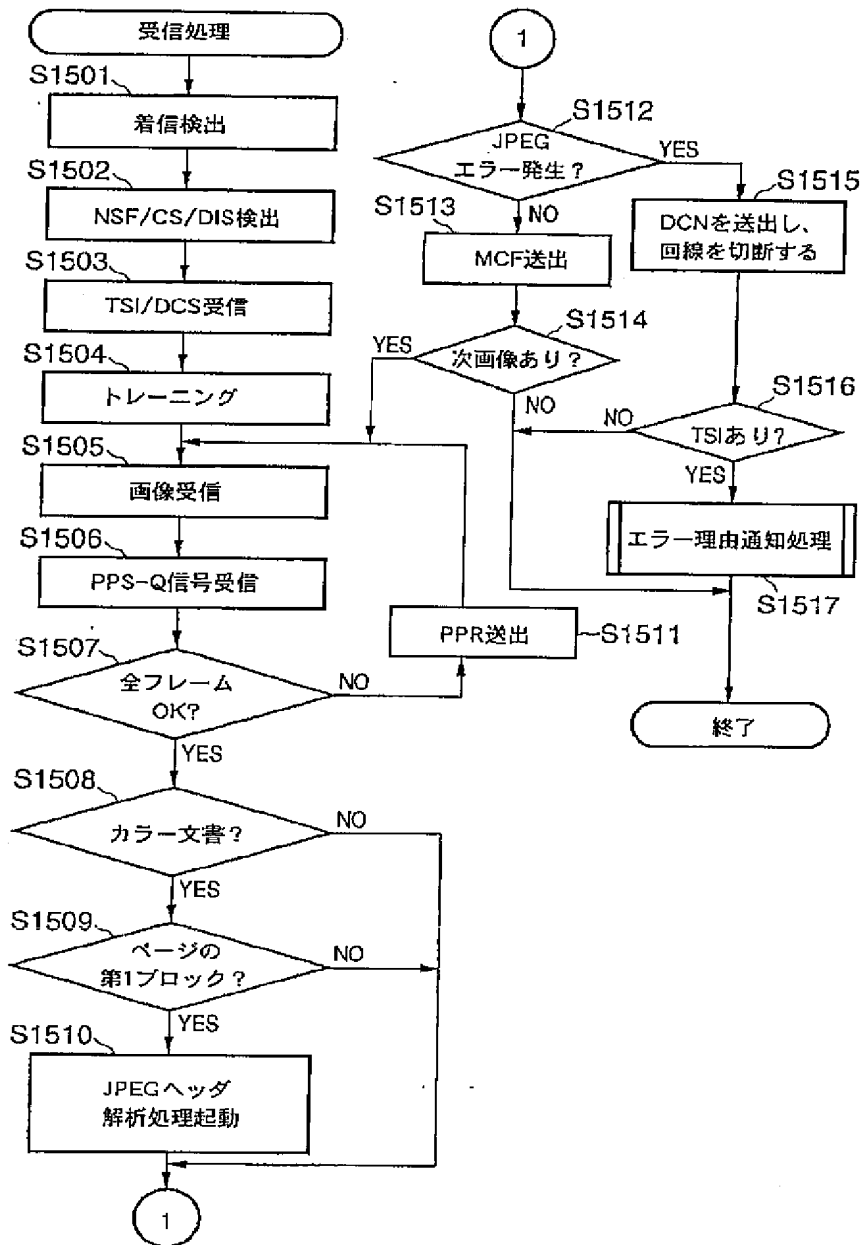 受信処理
S1501
着信検出
S1502
NSF/CS/DIS検出
S1503
TSI/DCS受信
S1504
トレーニング
S1505
画像受信
S1506
PPS-Q信号受信
S1507
全フレーム
OK?
NO
YES
S1508
カラー文書?
NO
YES
S1509
ページの
第1ブロック?
NO
YES
S1510
JPEGヘッダ
解析処理起動
1
1
S1512
JPEG
エラー発生?
YES
NO
S1513
MCF送出
S1514
次画像あり?
YES
NO
PPR送出
S1511
S1515
DCNを送出し、
回線を切断する
S1516
TSIあり?
NO
YES
エラー理由通知処理
S1517
終了